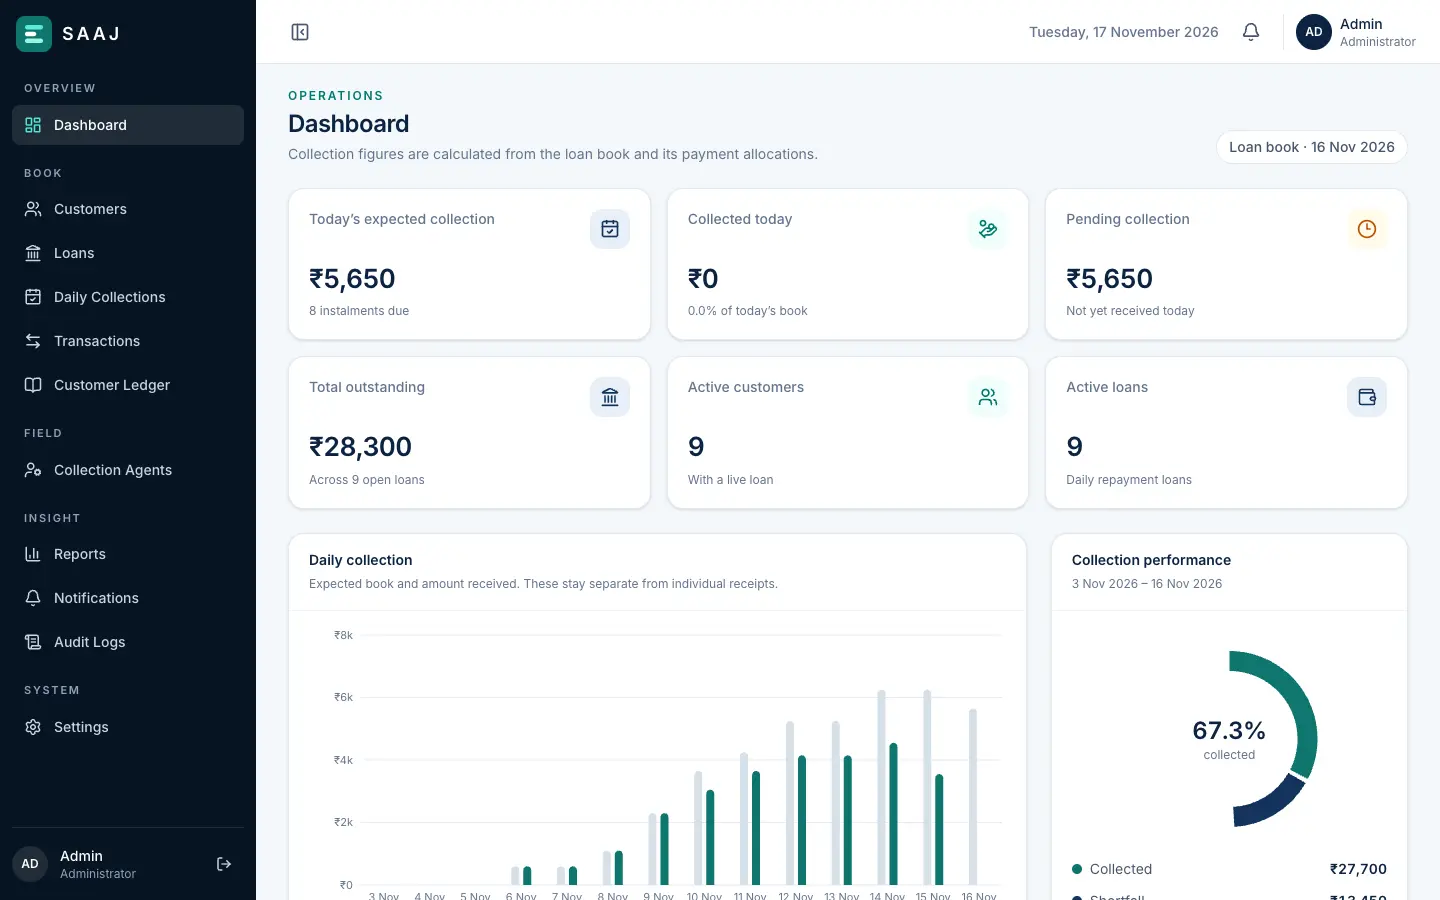 SAAJ
OVERVIEW
Dashboard
BOOK
Customers
Loans
Daily Collections
Transactions
Customer Ledger
FIELD
Collection Agents
INSIGHT
Reports
Notifications
Audit Logs
SYSTEM
Settings
AD
Admin
Administrator
Tuesday, 17 November 2026
AD
Admin
Administrator
OPERATIONS
Dashboard
Collection figures are calculated from the loan book and its payment allocations.
Loan book · 16 Nov 2026
Today’s expected collection
₹5,650
8 instalments due
Collected today
₹0
0.0% of today’s book
Pending collection
₹5,650
Not yet received today
Total outstanding
₹28,300
Across 9 open loans
Active customers
9
With a live loan
Active loans
9
Daily repayment loans
Daily collection
Expected book and amount received. These stay separate from individual receipts.
₹8k
₹6k
₹4k
₹2k
₹0
3 Nov 4 Nov 5 Nov 6 Nov 7 Nov 8 Nov 9 Nov 10 Nov 11 Nov 12 Nov 13 Nov 14 Nov 15 Nov 16 Nov
Collection performance
3 Nov 2026 – 16 Nov 2026
67.3%
collected
Collected ₹27,700
Shortfall ₹13,450